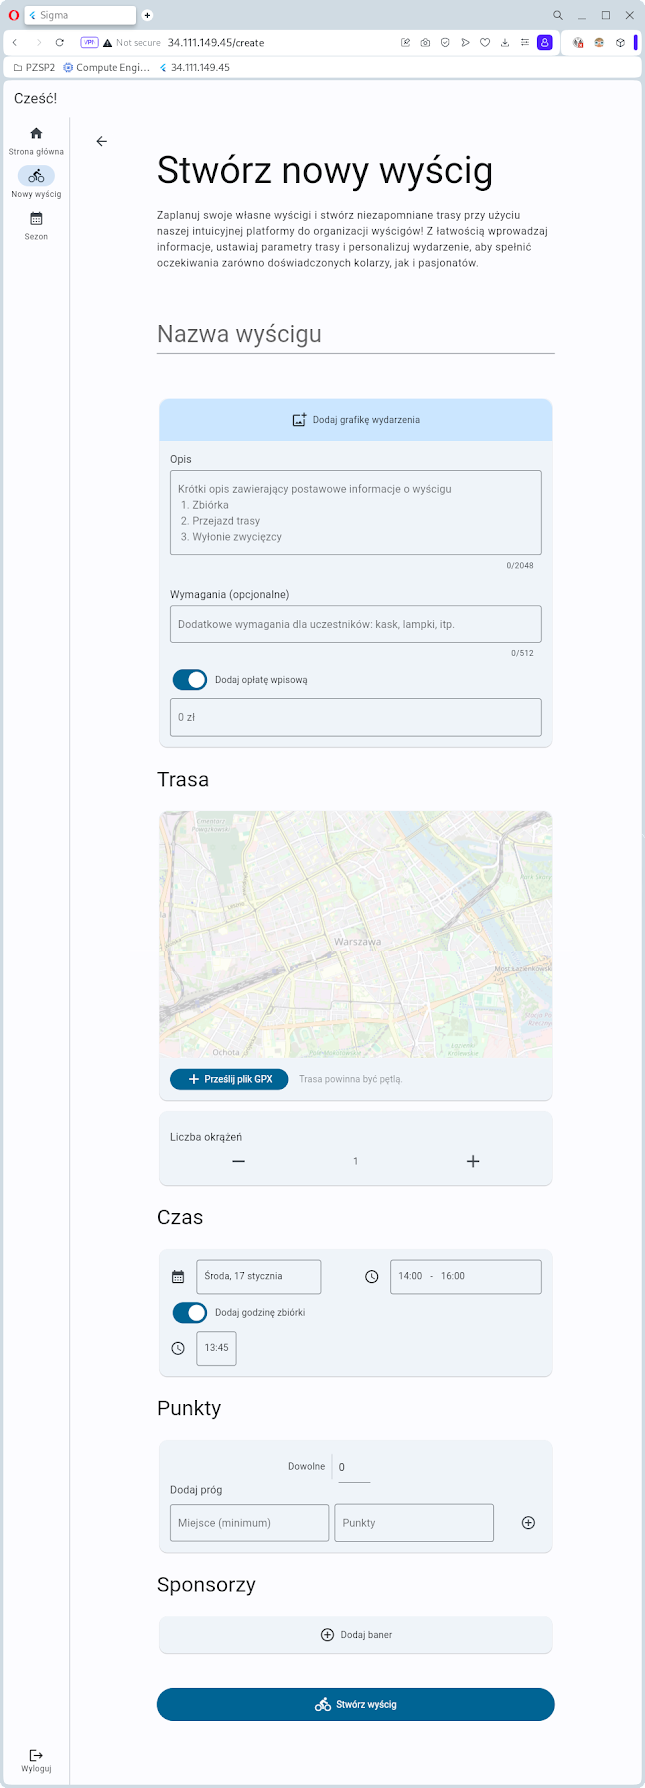 Sigma
VPN
Not secure
34.111.149.45/create
PZSP2
Compute Engi...
34.111.149.45
Cześć!
Strona główna
Nowy wyścig
Sezon
Stwórz nowy wyścig
Zaplanuj swoje własne wyścigi i stwórz niezapomniane trasy przy użyciu
naszej intuicyjnej platformy do organizacji wyścigów! Z łatwością wprowadzaj
informacje, ustawiaj parametry trasy i personalizuj wydarzenie, aby spełnić
oczekiwania zarówno doświadczonych kolarzy, jak i pasjonatów.
Nazwa wyścigu
Dodaj grafikę wydarzenia
Opis
Krótki opis zawierający postawowe informacje o wyścigu
1. Zbiórka
2. Przejazd trasy
3. Wyłonie zwycięzcy
0/2048
Wymagania (opcjonalne)
Dodatkowe wymagania dla uczestników: kask, lampki, itp.
0/512
Dodaj opłatę wpisową
0 zł
Trasa
Cmentarz
Powązkowski
Warszawa
Most Łazienkowsk
Ochota
Łazienki
Królewskie
Prześlij plik GPX
Trasa powinna być pętlą.
Liczba okrążeń
1
Czas
Środa, 17 stycznia
14:00 - 16:00
Dodaj godzinę zbiórki
13:45
Punkty
Dowolne
0
Dodaj próg
Miejsce (minimum)
Punkty
Sponsorzy
Dodaj baner
Stwórz wyścig
Wyloguj